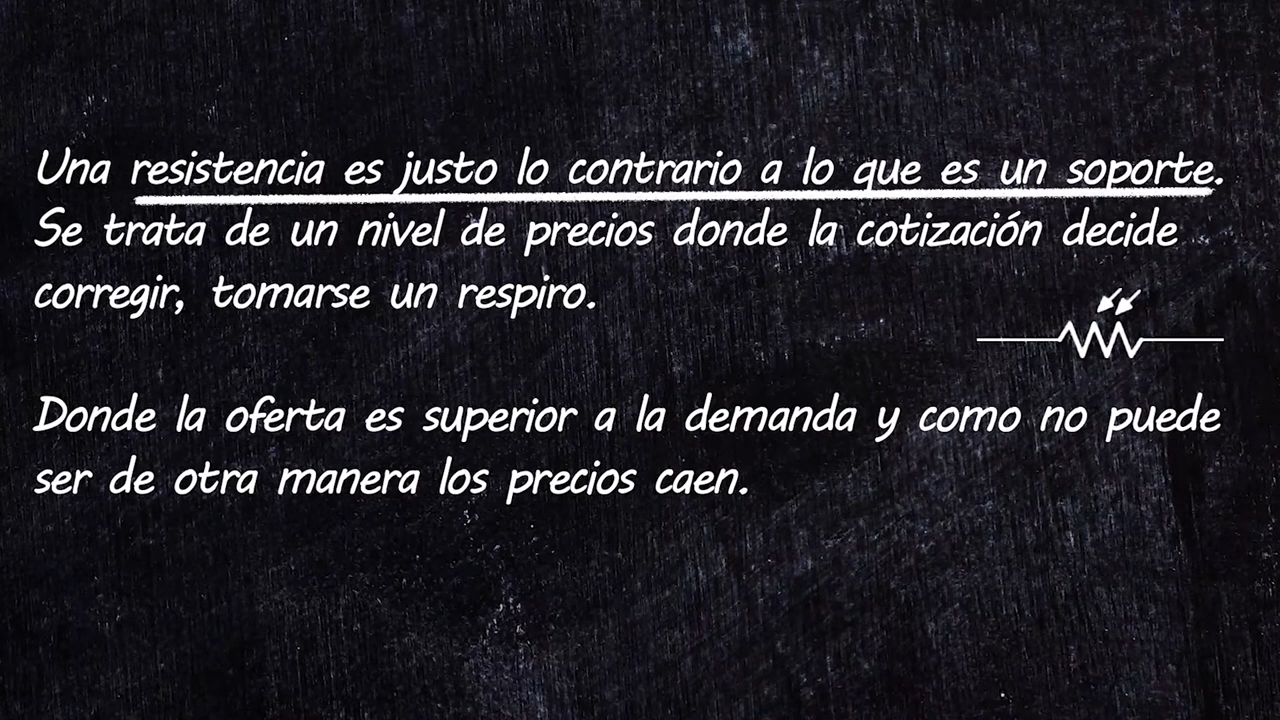 Una resistencia es justo lo contrario a lo que es un soporte.
Se trata de un nivel de precios donde la cotización decide
corregir, tomarse un respiro.
Donde la oferta es superior a la demanda y como no puede
ser de otra manera los precios caen.